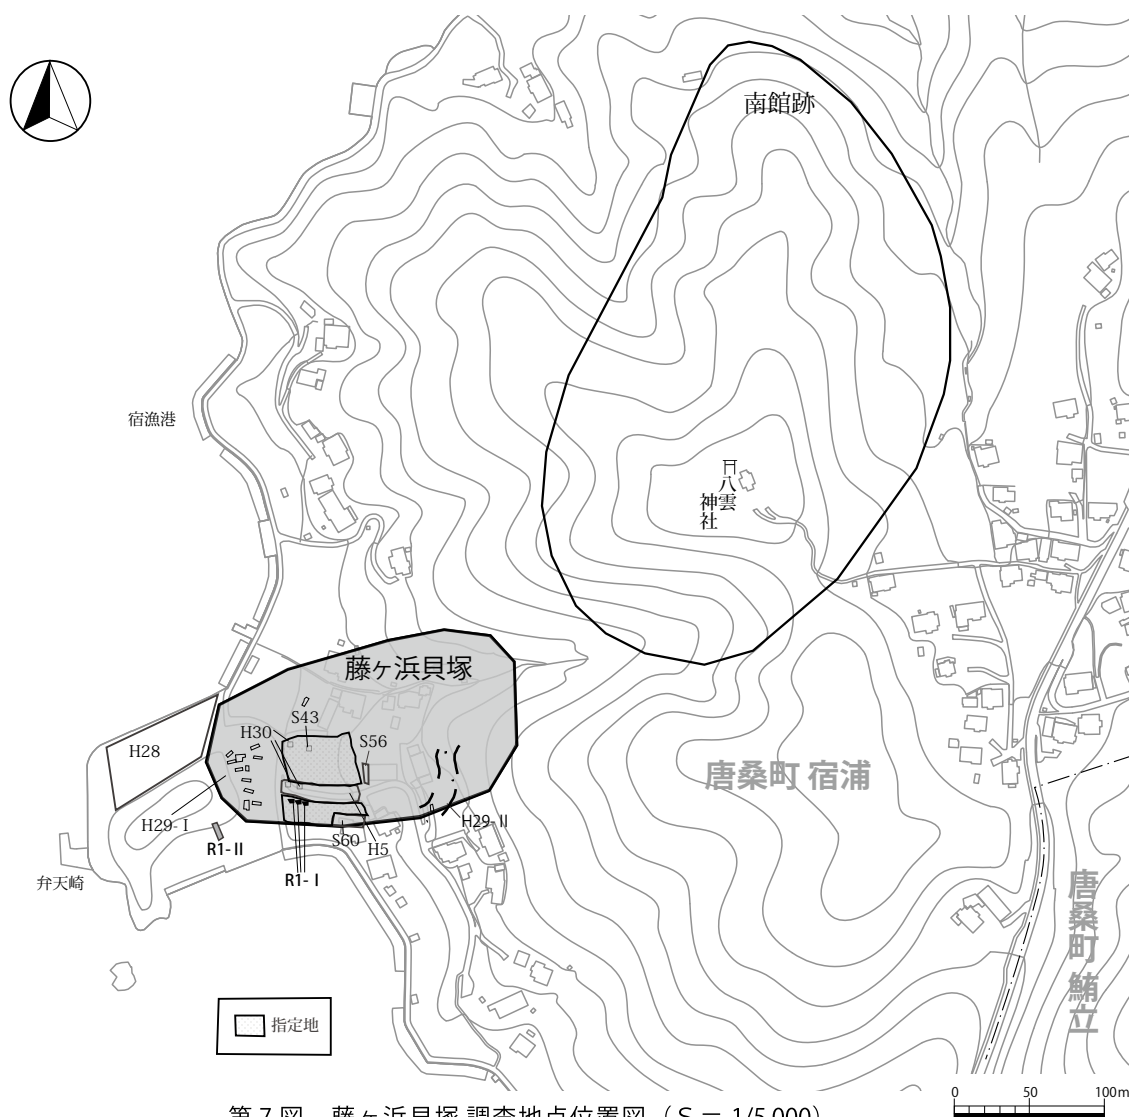 南館跡
宿漁港
八雲
神社
藤ヶ浜貝塚
S43
H30
S56
H28
唐桑町 宿浦
H29-Ⅰ
H29-Ⅱ
R1-Ⅱ
S60
H5
R1-Ⅰ
弁天崎
唐桑町 鮪立
指定地
0 50 100m
第7図 藤ヶ浜貝塚 調査地点位置図（S＝1/5,000）